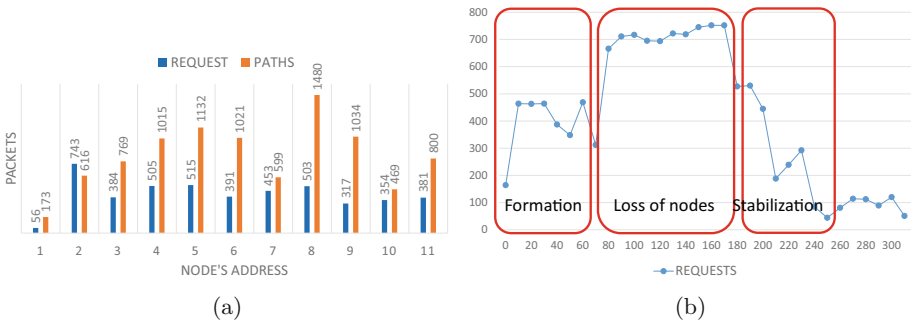 REQUEST PATHS
PACKETS
56 173 743 616 384 769 505 1015 515 1132 391 1021 453 599 503 1480 317 1034 354 469 381 800
1 2 3 4 5 6 7 8 9 10 11
NODE'S ADDRESS
(a)
800
700
600
500
400
300
200
100
0
Formation Loss of nodes Stabilization
0 20 40 60 80 100 120 140 160 180 200 220 240 260 280 300
REQUESTS
(b)